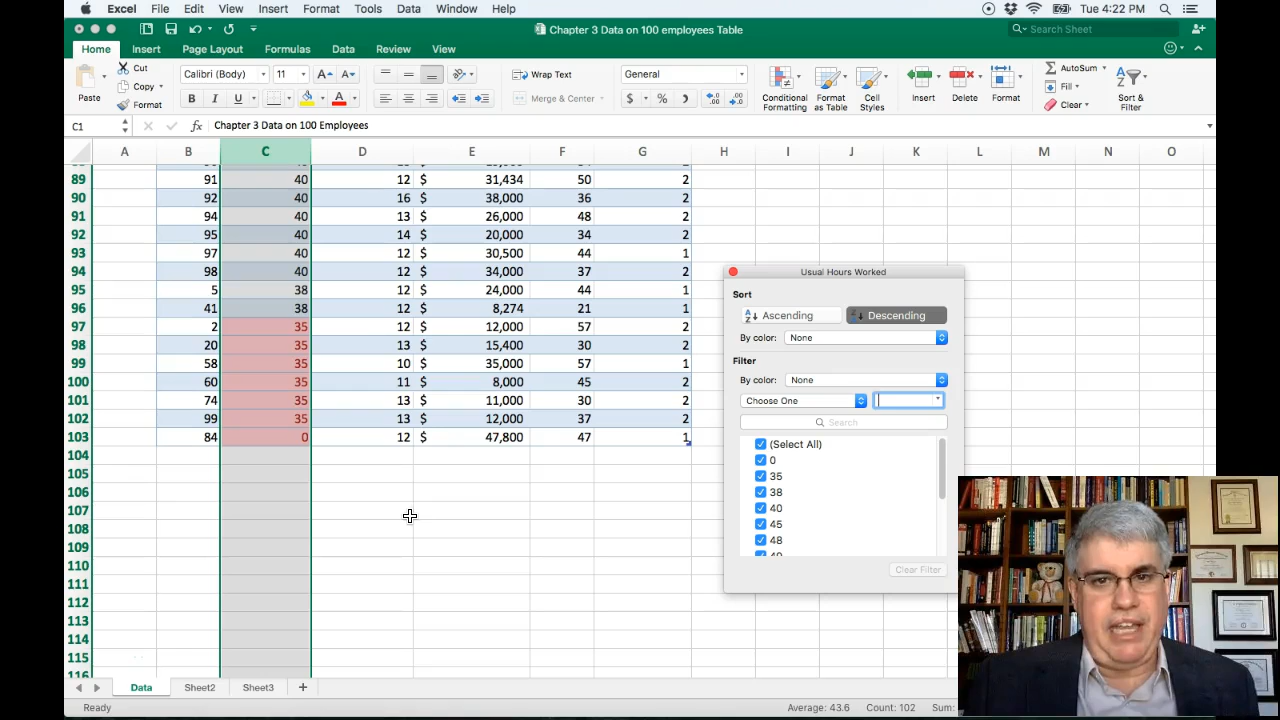 Excel File Edit View Insert Format Tools Data Window Help Tue 4:22 PM
Chapter 3 Data on 100 employees Table Search Sheet
Home Insert Page Layout Formulas Data Review View
Paste Cut Copy Format Calibri (Body) 11 A A B I U A Wrap Text Merge & Center General $ % Conditional Formatting Format as Table Cell Styles Insert Delete Format AutoSum Fill Clear Sort & Filter
C1 fx Chapter 3 Data on 100 Employees
A B C D E F G H I J K L M N O
89 91 40 12 $ 31,434 50 2
90 92 40 16 $ 38,000 36 2
91 94 40 13 $ 26,000 48 2
92 95 40 14 $ 20,000 34 2
93 97 40 12 $ 30,500 44 1
94 98 40 12 $ 34,000 37 2
95 5 38 12 $ 24,000 44 1
96 41 38 12 $ 8,274 21 1
97 2 35 12 $ 12,000 57 2
98 20 35 13 $ 15,400 30 2
99 58 35 10 $ 35,000 57 1
100 60 35 11 $ 8,000 45 2
101 74 35 13 $ 11,000 30 2
102 99 35 13 $ 12,000 37 2
103 84 0 12 $ 47,800 47 1
104
105
106
107
108
109
110
111
112
113
114
115
116
Usual Hours Worked
Sort
Ascending Descending
By color: None
Filter
By color: None
Choose One
Search
(Select All)
0
35
38
40
45
48
Clear Filter
Data Sheet2 Sheet3 +
Ready Average: 43.6 Count: 102 Sum: